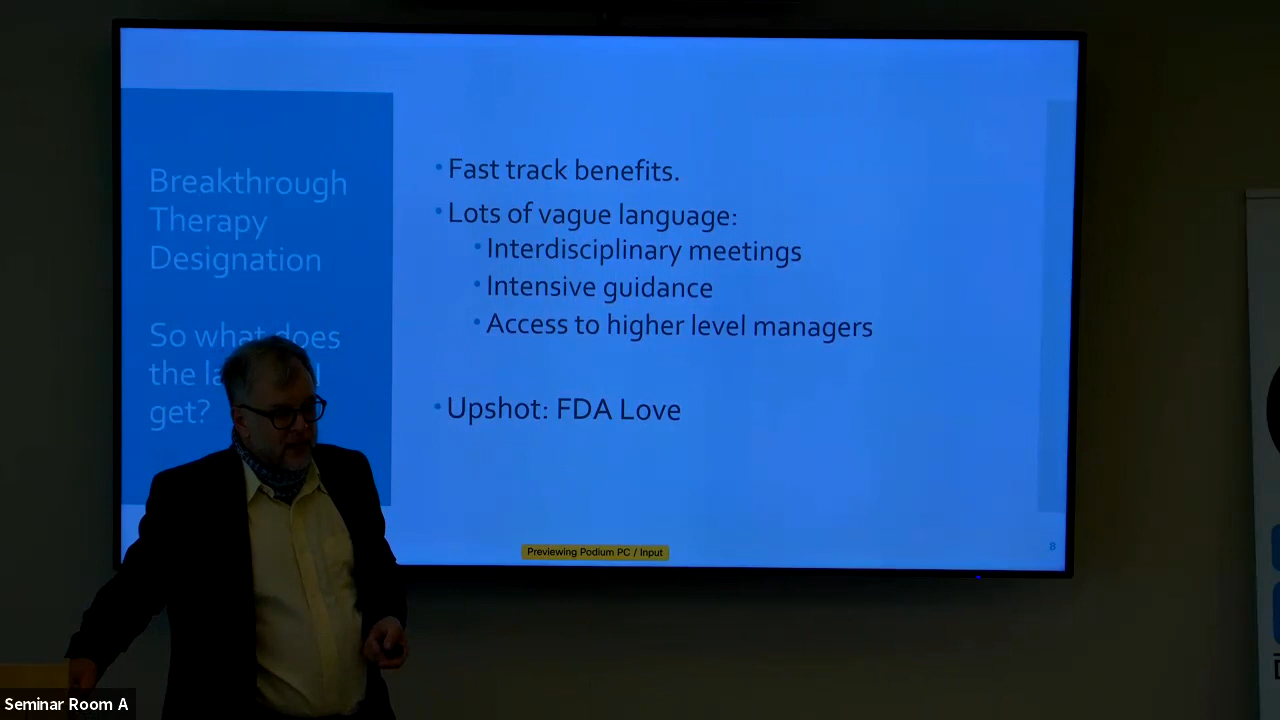 Breakthrough
Therapy
Designation
So what does
the
get?
• Fast track benefits.
• Lots of vague language:
• Interdisciplinary meetings
• Intensive guidance
• Access to higher level managers
• Upshot: FDA Love
Previewing Podium PC / Input
8
Seminar Room A